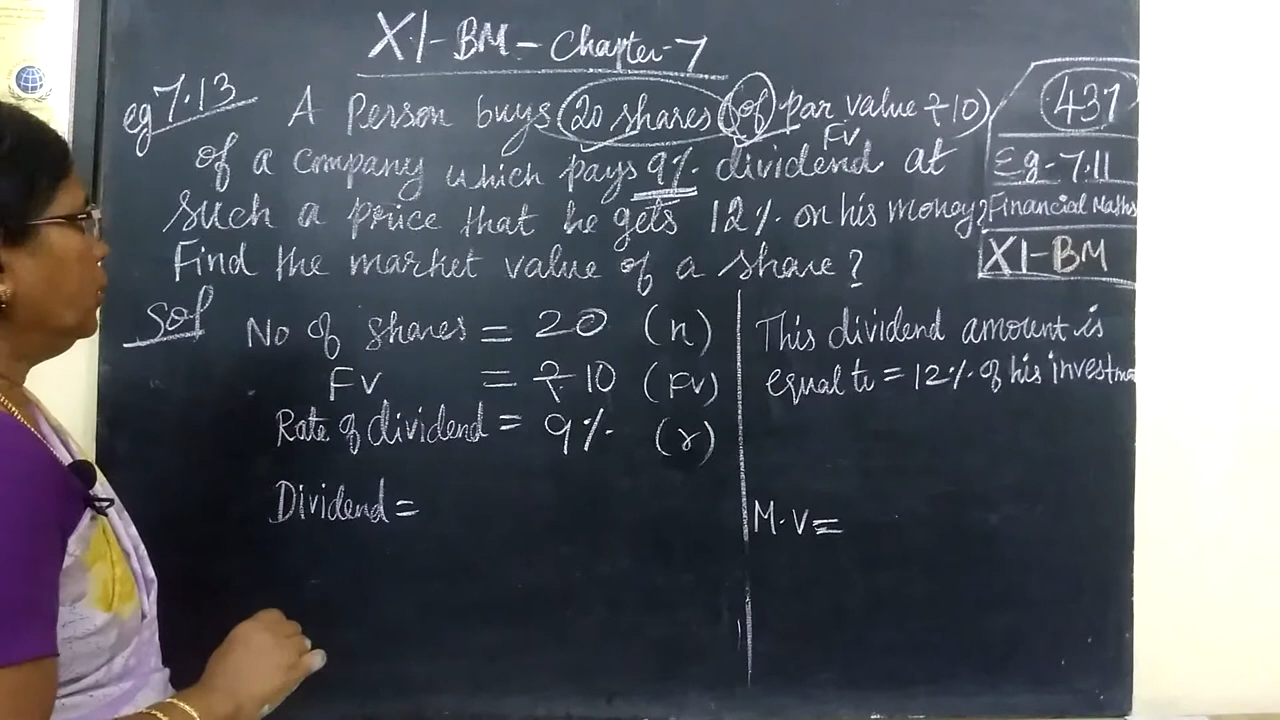 XI-BM-Chapter-7
eg 7.13 A Person buys 20 shares (of par value ₹10)
FV
of a company which pays 9% dividend at
such a price that he gets 12% on his money?
Find the market value of a share?
437
Eg-7.11
Financial Maths
XI-BM
Sol
No of shares = 20 (n)
FV = ₹10 (FV)
Rate of dividend = 9% (r)
Dividend =
This dividend amount is
equal to = 12% of his investm
M.V=